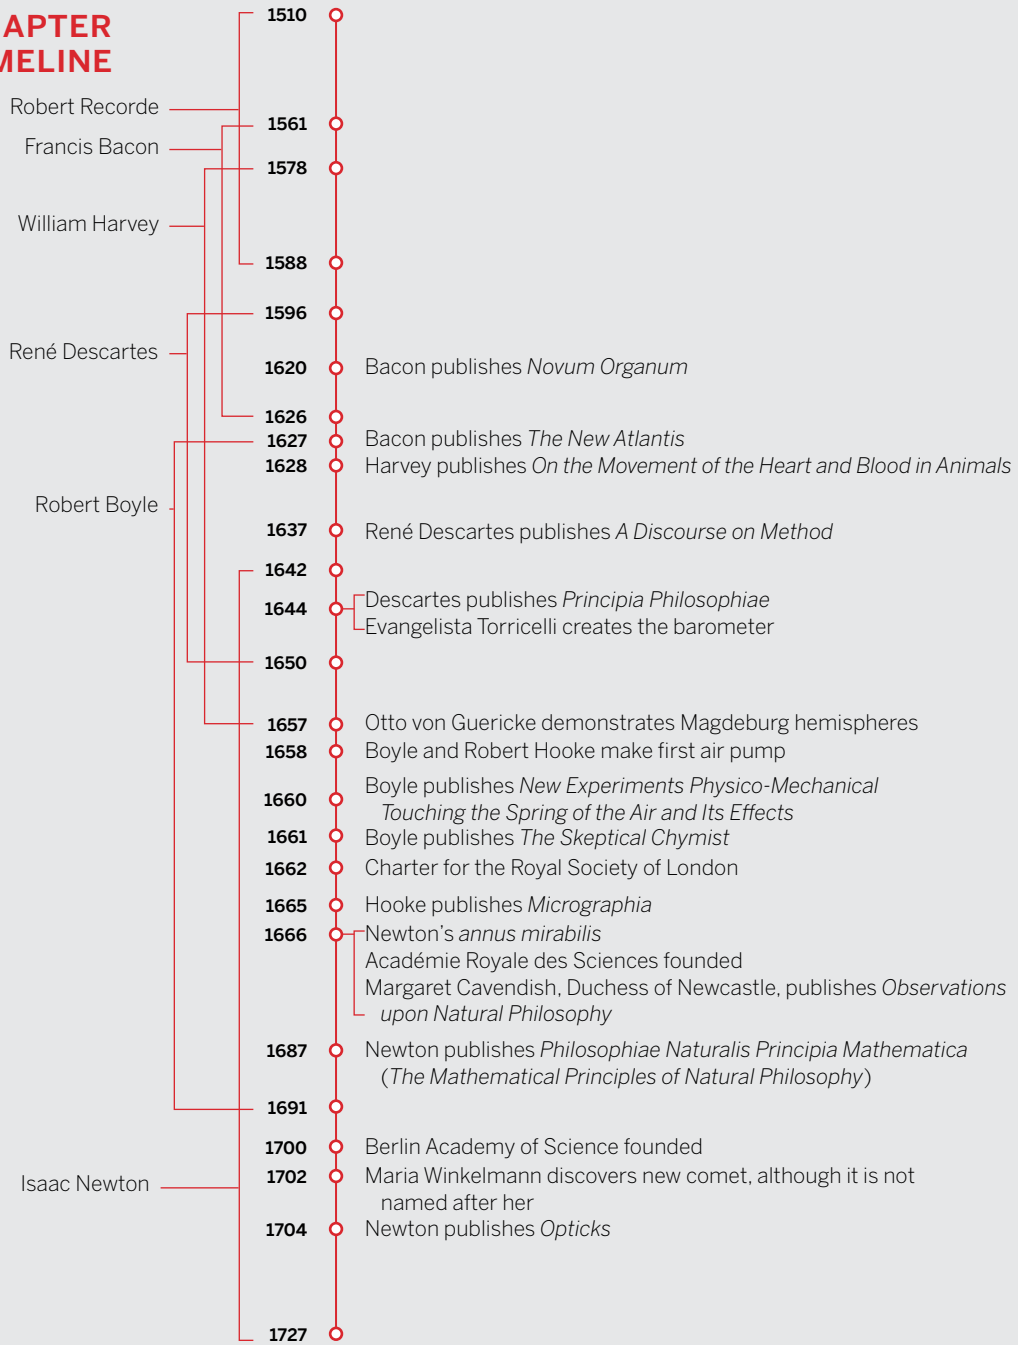 APTER
MELINE
1510
Robert Recorde
1561
Francis Bacon
1578
William Harvey
1588
1596
René Descartes
1620 Bacon publishes Novum Organum
1626
1627 Bacon publishes The New Atlantis
1628 Harvey publishes On the Movement of the Heart and Blood in Animals
Robert Boyle
1637 René Descartes publishes A Discourse on Method
1642
1644 Descartes publishes Principia Philosophiae
Evangelista Torricelli creates the barometer
1650
1657 Otto von Guericke demonstrates Magdeburg hemispheres
1658 Boyle and Robert Hooke make first air pump
1660 Boyle publishes New Experiments Physico-Mechanical
Touching the Spring of the Air and Its Effects
1661 Boyle publishes The Skeptical Chymist
1662 Charter for the Royal Society of London
1665 Hooke publishes Micrographia
1666 Newton’s annus mirabilis
Académie Royale des Sciences founded
Margaret Cavendish, Duchess of Newcastle, publishes Observations
upon Natural Philosophy
1687 Newton publishes Philosophiae Naturalis Principia Mathematica
(The Mathematical Principles of Natural Philosophy)
1691
1700 Berlin Academy of Science founded
Isaac Newton
1702 Maria Winkelmann discovers new comet, although it is not
named after her
1704 Newton publishes Opticks
1727